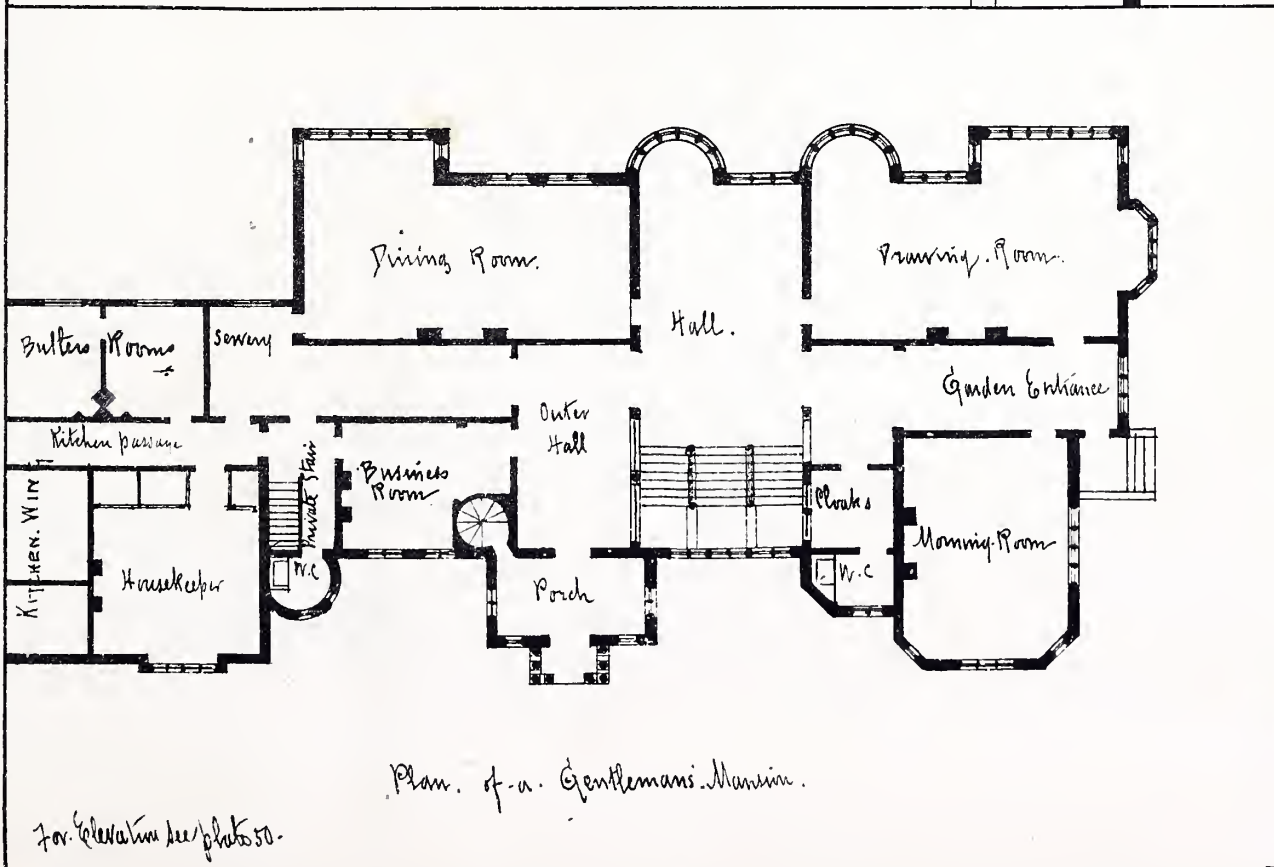 Dining Room.
Drawing. Room.
Hall.
Butlers Rooms
Servery
Garden Entrance
Outer
Hall
Kitchen passage
Private Stair
Business
Room
Cloaks
KITCHEN. WIN
Morning-Room
W.C
Housekeeper
W.C
Porch
Plan. of. a. Gentlemans. Mansion.
For. Elevation see plate 50.